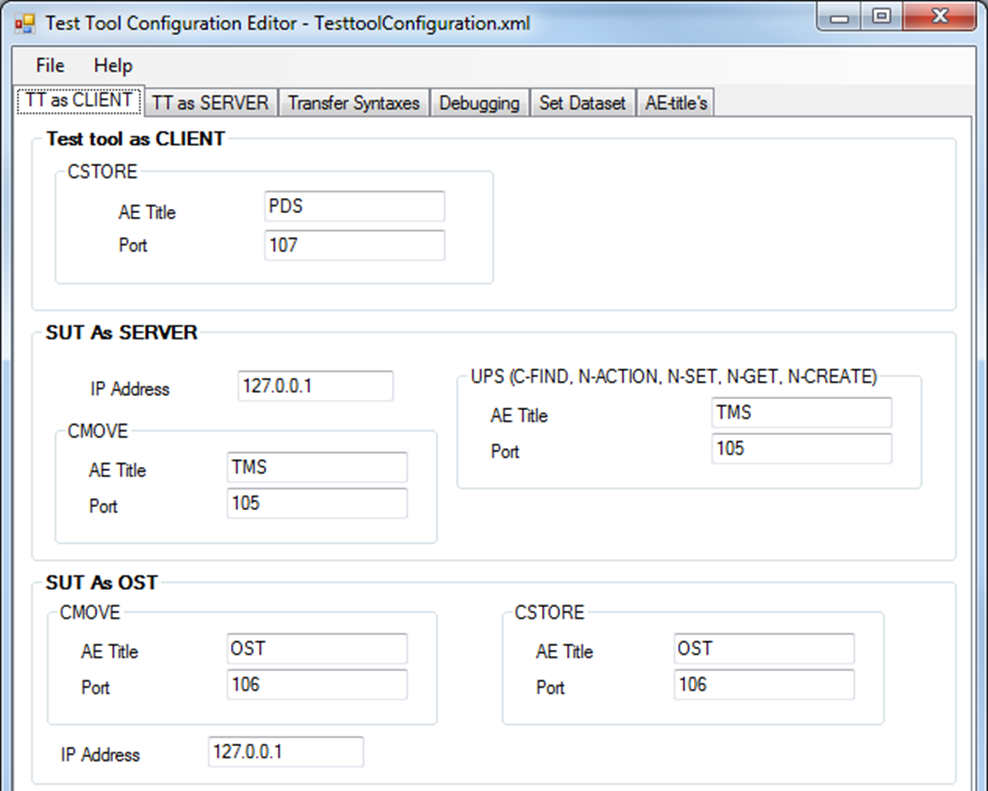 Test Tool Configuration Editor - TesttoolConfiguration.xml
File Help
TT as CLIENT TT as SERVER Transfer Syntaxes Debugging Set Dataset AE-title's
Test tool as CLIENT
CSTORE
AE Title PDS
Port 107
SUT As SERVER
IP Address 127.0.0.1
CMOVE
AE Title TMS
Port 105
UPS (C-FIND, N-ACTION, N-SET, N-GET, N-CREATE)
AE Title TMS
Port 105
SUT As OST
CMOVE
AE Title OST
Port 106
CSTORE
AE Title OST
Port 106
IP Address 127.0.0.1